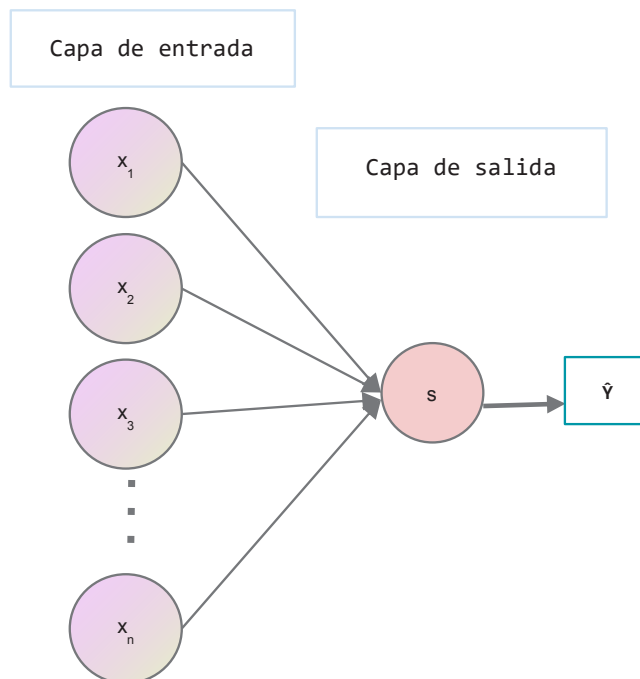 Capa de entrada
x1
Capa de salida
x2
x3
s
Ŷ
xn